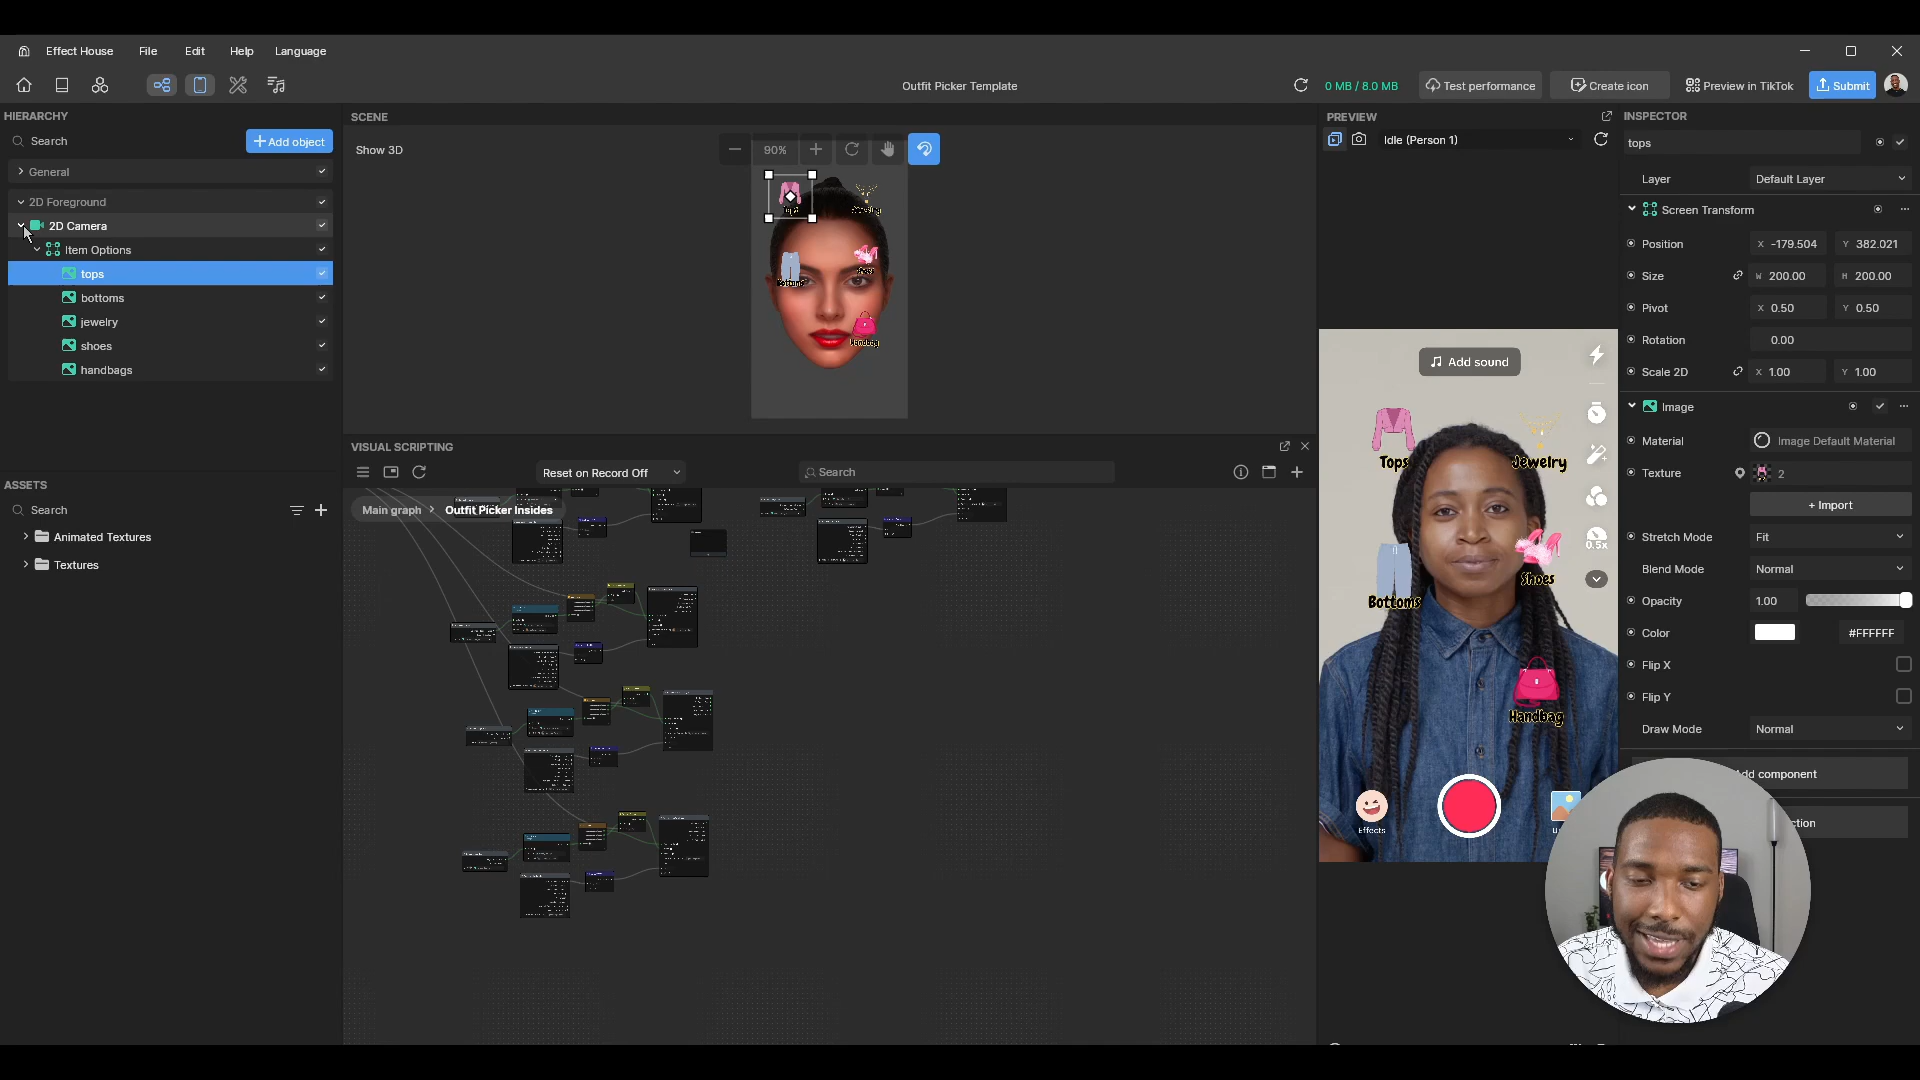 Effect House File Edit Help Language
Outfit Picker Template
0 MB / 8.0 MB
Test performance
Create icon
Preview in TikTok
Submit
HIERARCHY
Search
Add object
General
2D Foreground
2D Camera
Item Options
tops
bottoms
jewelry
shoes
handbags
ASSETS
Search
Animated Textures
Textures
SCENE
Show 3D
90%
VISUAL SCRIPTING
Reset on Record Off
Search
Main graph
Outfit Picker Insides
PREVIEW
Idle (Person 1)
Add sound
Tops
Jewelry
0.5x
Shoes
Bottoms
Handbag
Effects
INSPECTOR
tops
Layer Default Layer
Screen Transform
Position X -179.504 Y 382.021
Size W 200.00 H 200.00
Pivot X 0.50 Y 0.50
Rotation 0.00
Scale 2D X 1.00 Y 1.00
Image
Material Image Default Material
Texture 2
+ Import
Stretch Mode Fit
Blend Mode Normal
Opacity 1.00
Color #FFFFFF
Flip X
Flip Y
Draw Mode Normal
dd component
ction